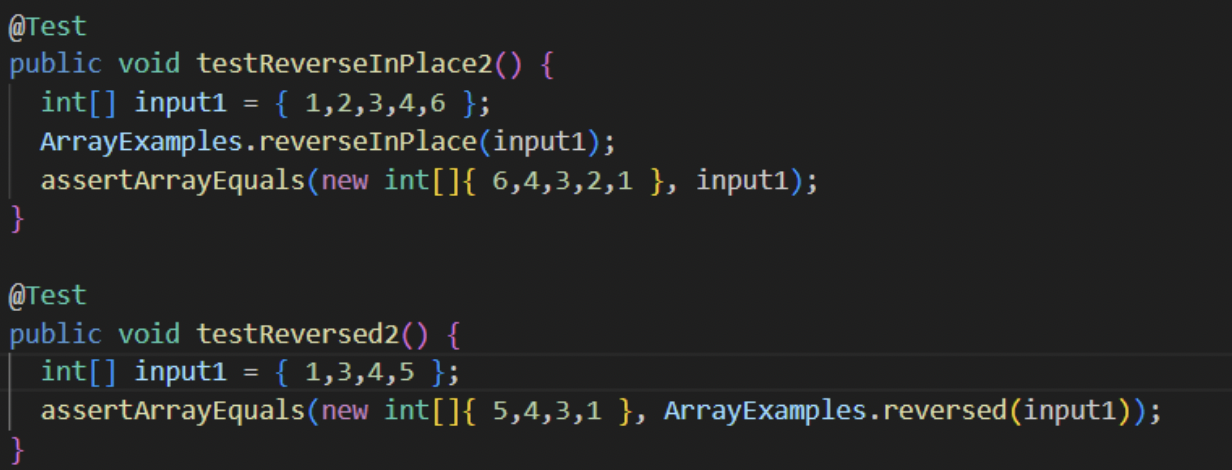 @Test
public void testReverseInPlace2() {
  int[] input1 = { 1,2,3,4,6 };
  ArrayExamples.reverseInPlace(input1);
  assertArrayEquals(new int[]{ 6,4,3,2,1 }, input1);
}

@Test
public void testReversed2() {
  int[] input1 = { 1,3,4,5 };
  assertArrayEquals(new int[]{ 5,4,3,1 }, ArrayExamples.reversed(input1));
}